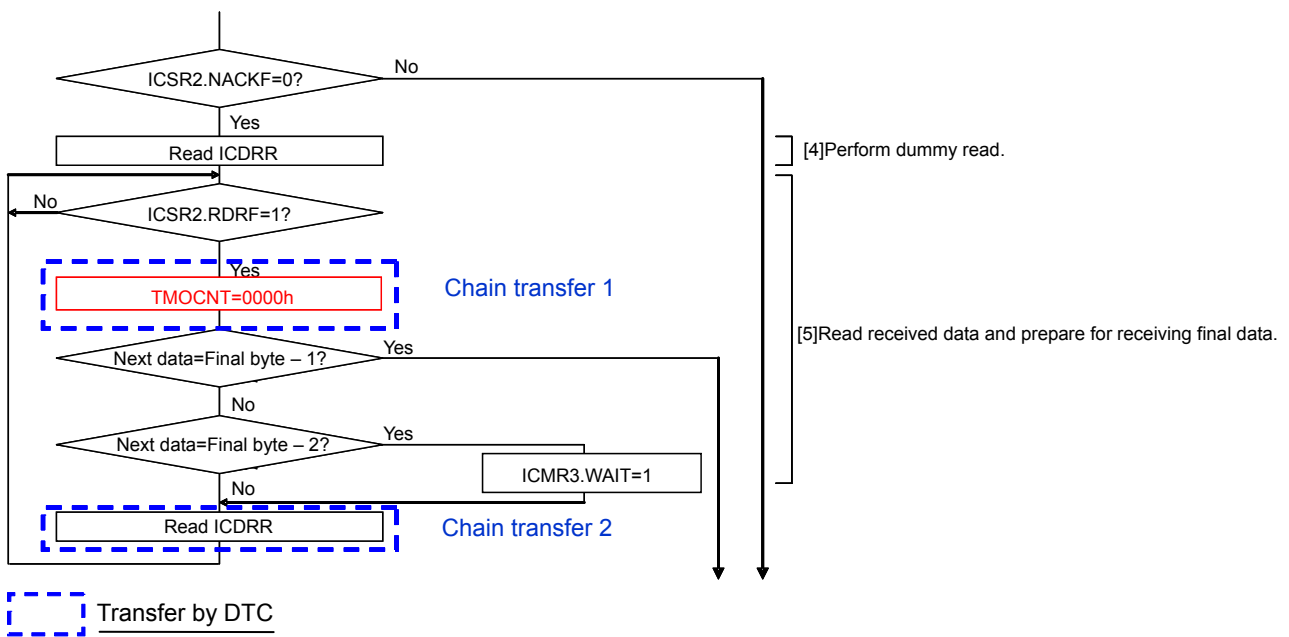 ICSR2.NACKF=0?
No
Yes
Read ICDRR
[4]Perform dummy read.
No
ICSR2.RDRF=1?
Yes
TMOCNT=0000h
Chain transfer 1
[5]Read received data and prepare for receiving final data.
Next data=Final byte – 1?
Yes
No
Next data=Final byte – 2?
Yes
ICMR3.WAIT=1
No
Read ICDRR
Chain transfer 2
Transfer by DTC